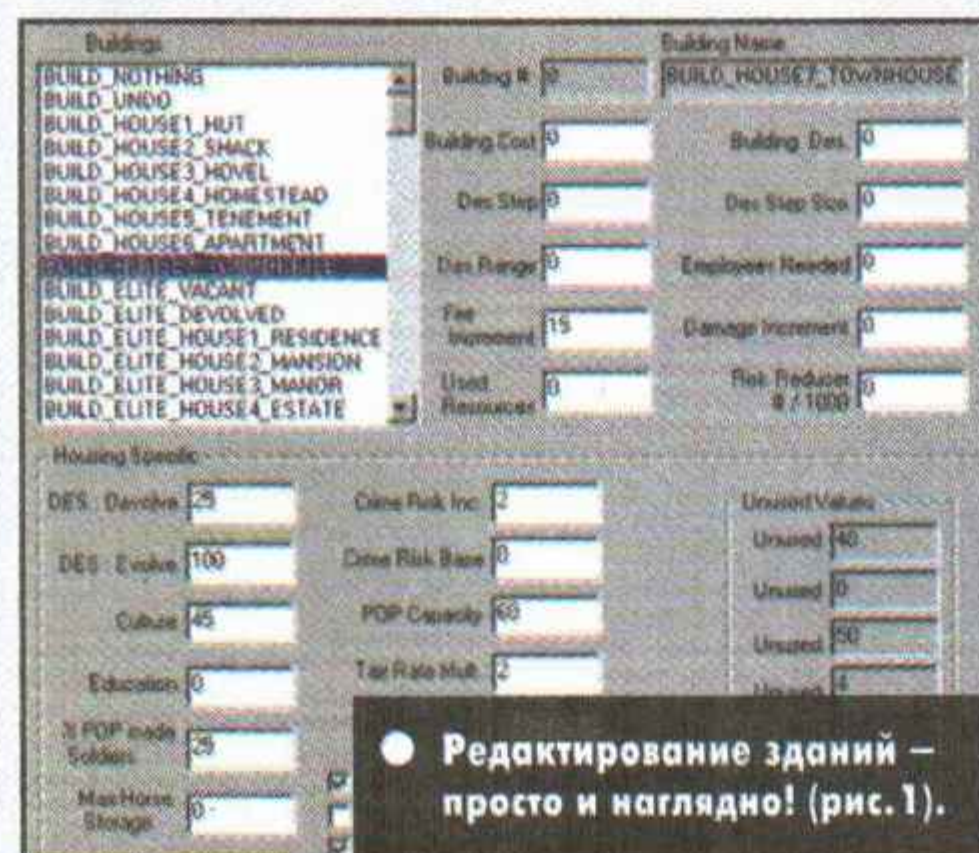 Buildings
BUILD_NOTHING
BUILD_UNDO
BUILD_HOUSE1_HUT
BUILD_HOUSE2_SHACK
BUILD_HOUSE3_HOVEL
BUILD_HOUSE4_HOMESTEAD
BUILD_HOUSE5_TENEMENT
BUILD_HOUSE6_APARTMENT
BUILD_ELITE_VACANT
BUILD_ELITE_DEVOLVED
BUILD_ELITE_HOUSE1_RESIDENCE
BUILD_ELITE_HOUSE2_MANSION
BUILD_ELITE_HOUSE3_MANOR
BUILD_ELITE_HOUSE4_ESTATE
Building # 0
Building Name
BUILD_HOUSE7_TOWNHOUSE
Building Cost 0
Building Des. 0
Des Step 0
Des Step Size 0
Des Range 0
Employees Needed 0
Fire
Increment 15
Damage Increment 0
Used
Resources 0
Risk Reducer
# / 1000 0
Housing Specific
DES : Devolve 25
Crime Risk Inc. 2
DES : Evolve 100
Crime Risk Base 0
Culture 45
POP Capacity 60
Education 0
Tax Rate Mult. 2
% POP made
Soldiers 25
Max Horse
Storage 0
Unused Values
Unused 40
Unused 0
Unused 50
Unused 4
Редактирование зданий –
просто и наглядно! (рис.1).